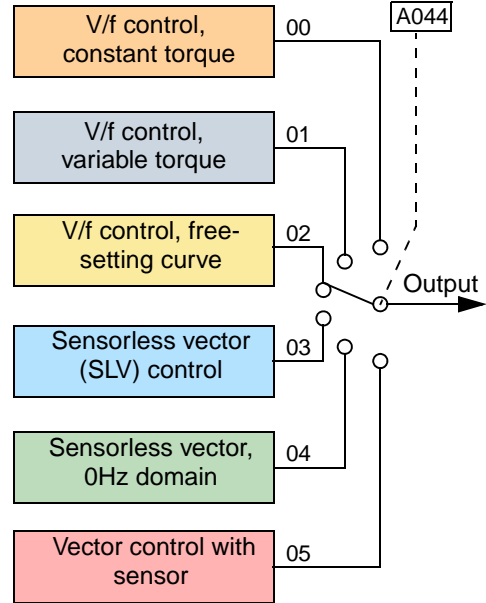 V/f control,
constant torque
00
A044
V/f control,
variable torque
01
V/f control, free-
setting curve
02
Output
Sensorless vector
(SLV) control
03
Sensorless vector,
0Hz domain
04
Vector control with
sensor
05